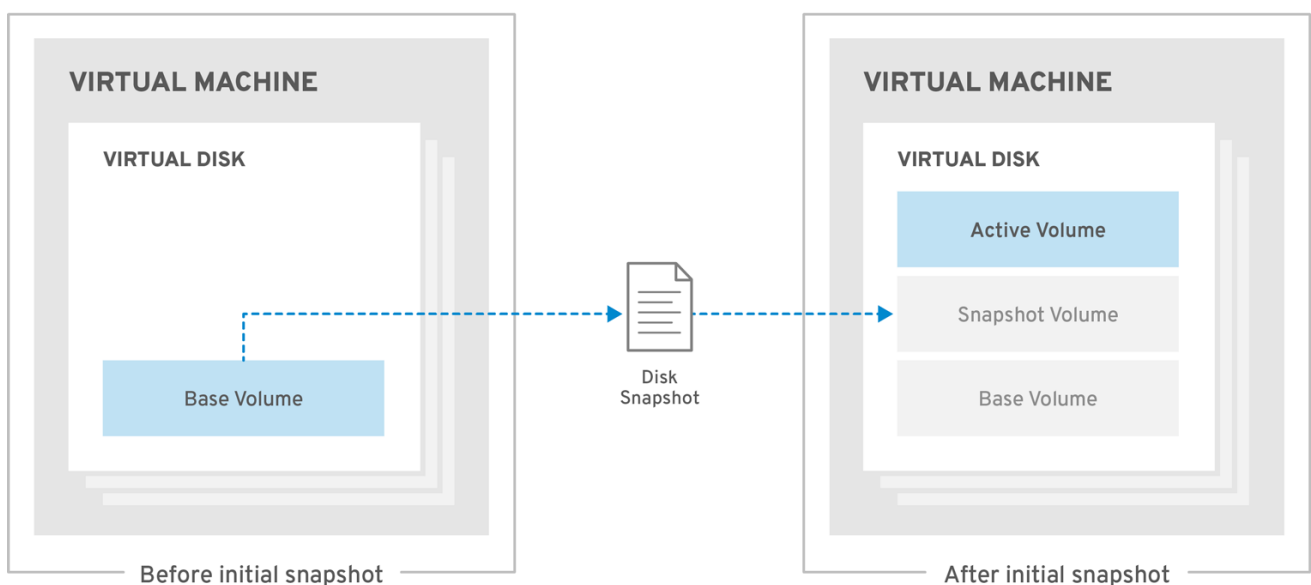 VIRTUAL MACHINE
VIRTUAL DISK
Base Volume
Before initial snapshot
Disk
Snapshot
VIRTUAL MACHINE
VIRTUAL DISK
Active Volume
Snapshot Volume
Base Volume
After initial snapshot